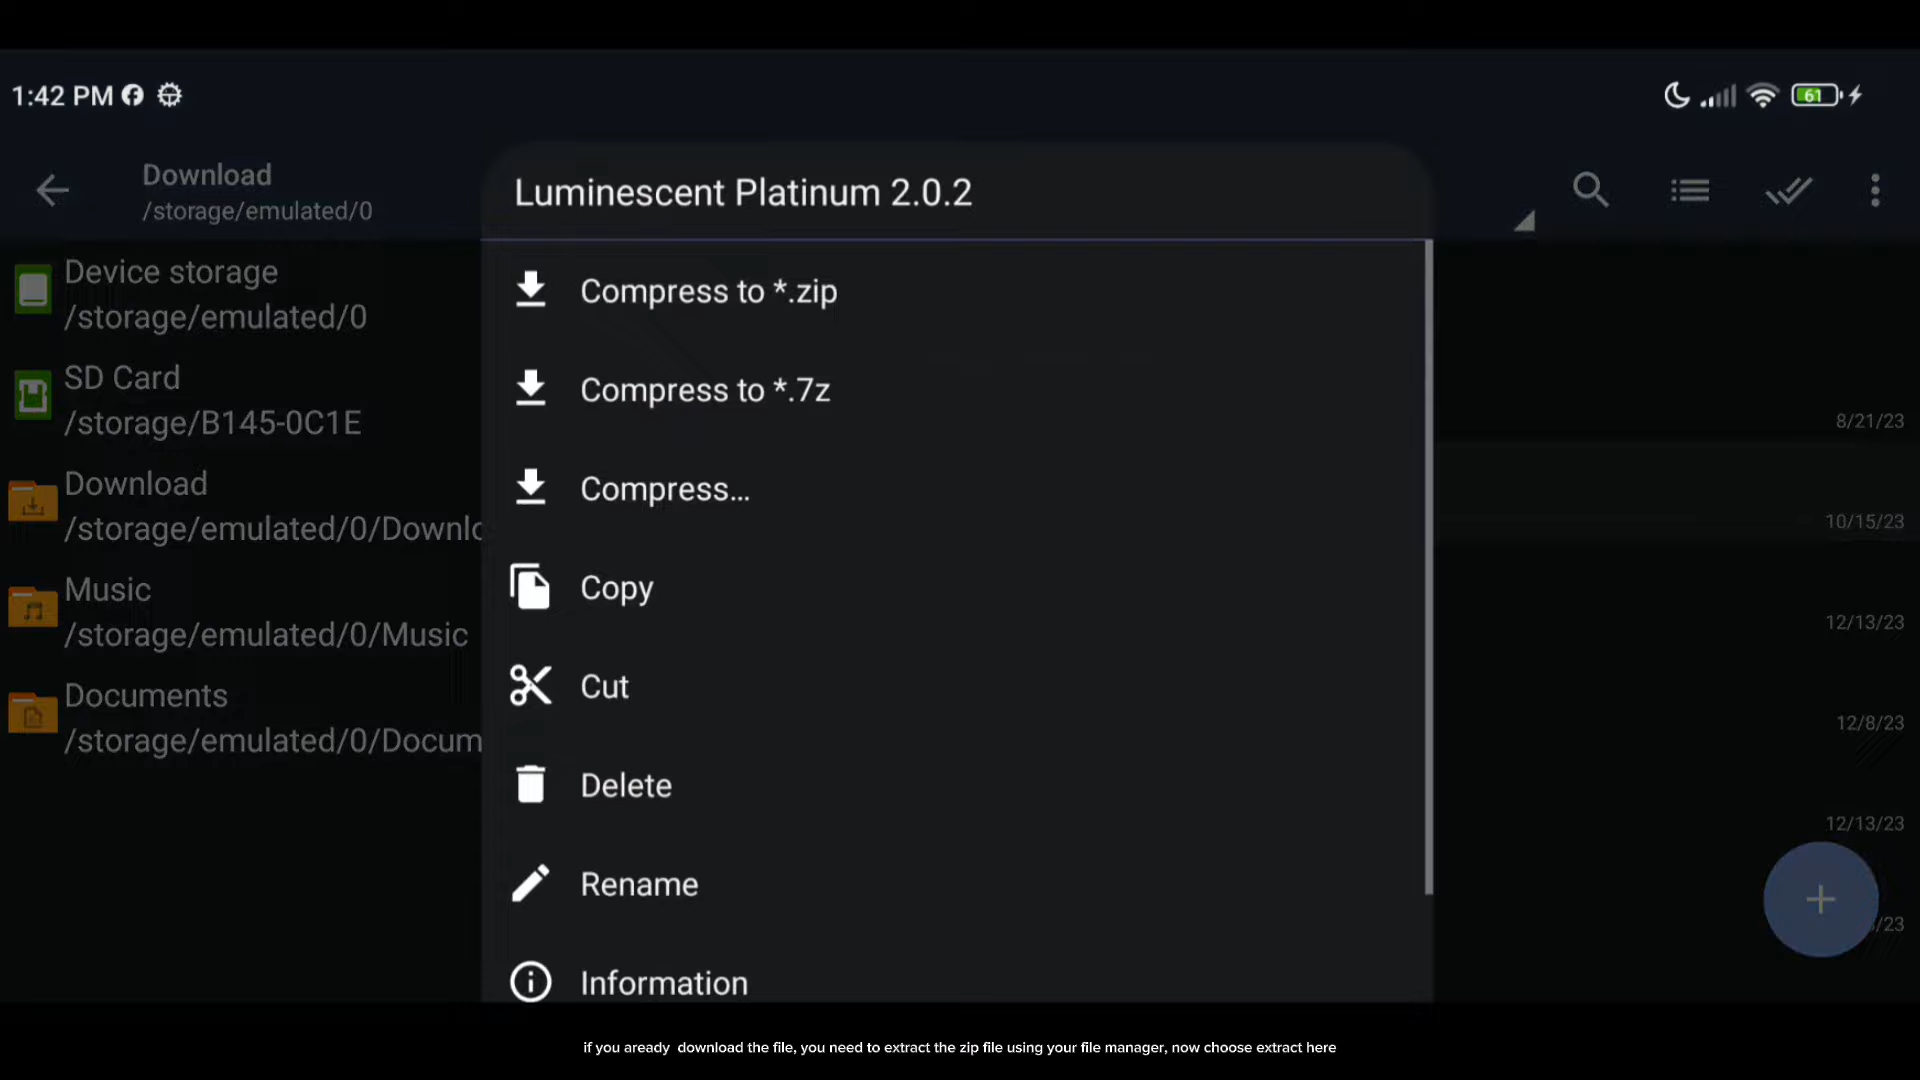 1:42 PM
61
Download
/storage/emulated/0
Luminescent Platinum 2.0.2
Device storage
/storage/emulated/0
SD Card
/storage/B145-0C1E
Download
/storage/emulated/0/Downlo
Music
/storage/emulated/0/Music
Documents
/storage/emulated/0/Docum
Compress to *.zip
Compress to *.7z
Compress...
Copy
Cut
Delete
Rename
Information
8/21/23
10/15/23
12/13/23
12/8/23
12/13/23
/23
if you aready download the file, you need to extract the zip file using your file manager, now choose extract here